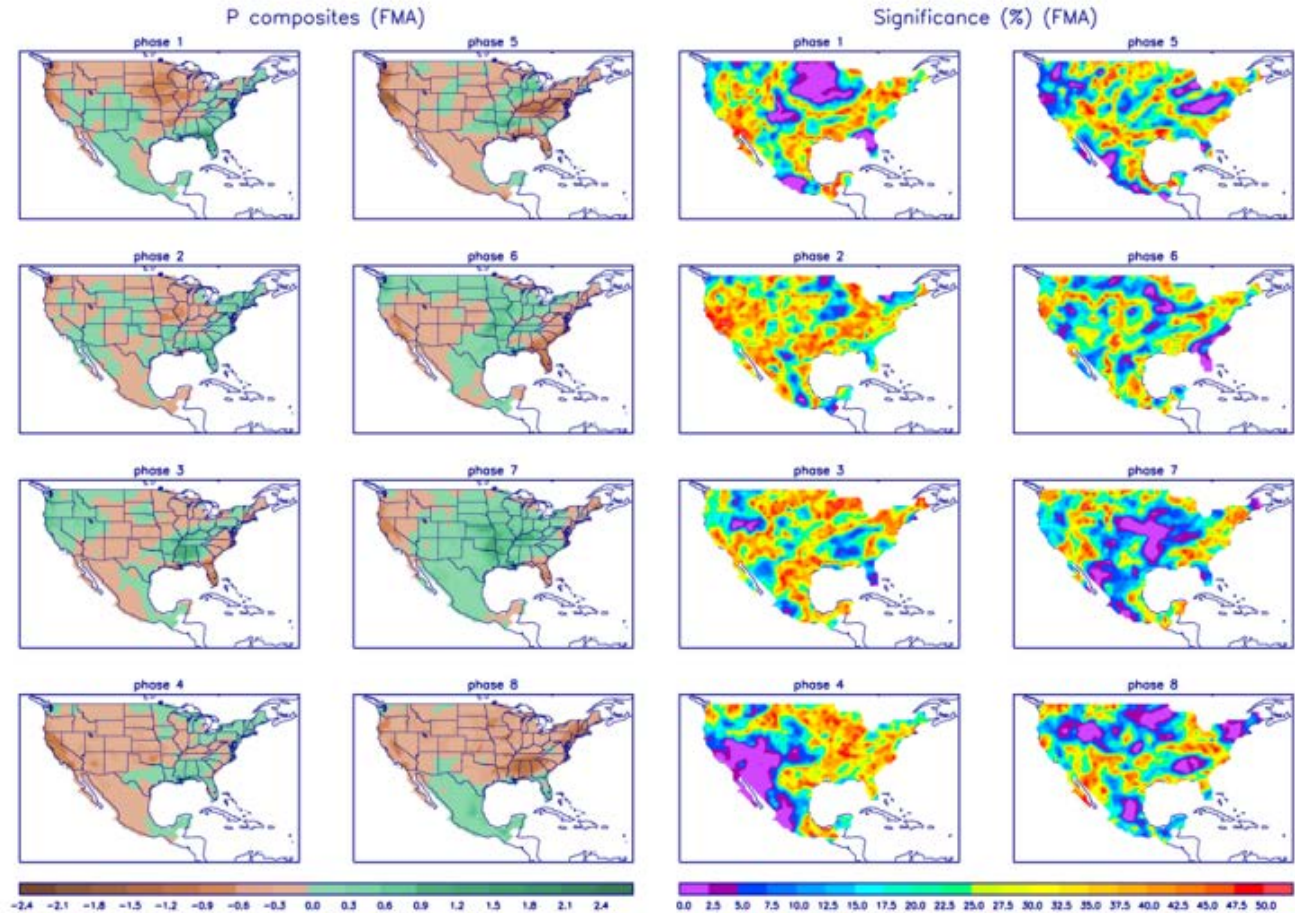 P composites (FMA)
Significance (%) (FMA)
phase 1
phase 5
phase 1
phase 5
phase 2
phase 6
phase 2
phase 6
phase 3
phase 7
phase 3
phase 7
phase 4
phase 8
phase 4
phase 8
-2.4 -2.1 -1.8 -1.5 -1.2 -0.9 -0.6 -0.3 0.0 0.3 0.6 0.9 1.2 1.5 1.8 2.1 2.4
0.0 2.5 5.0 7.5 10.0 12.5 15.0 17.5 20.0 22.5 25.0 27.5 30.0 32.5 35.0 37.5 40.0 42.5 45.0 47.5 50.0